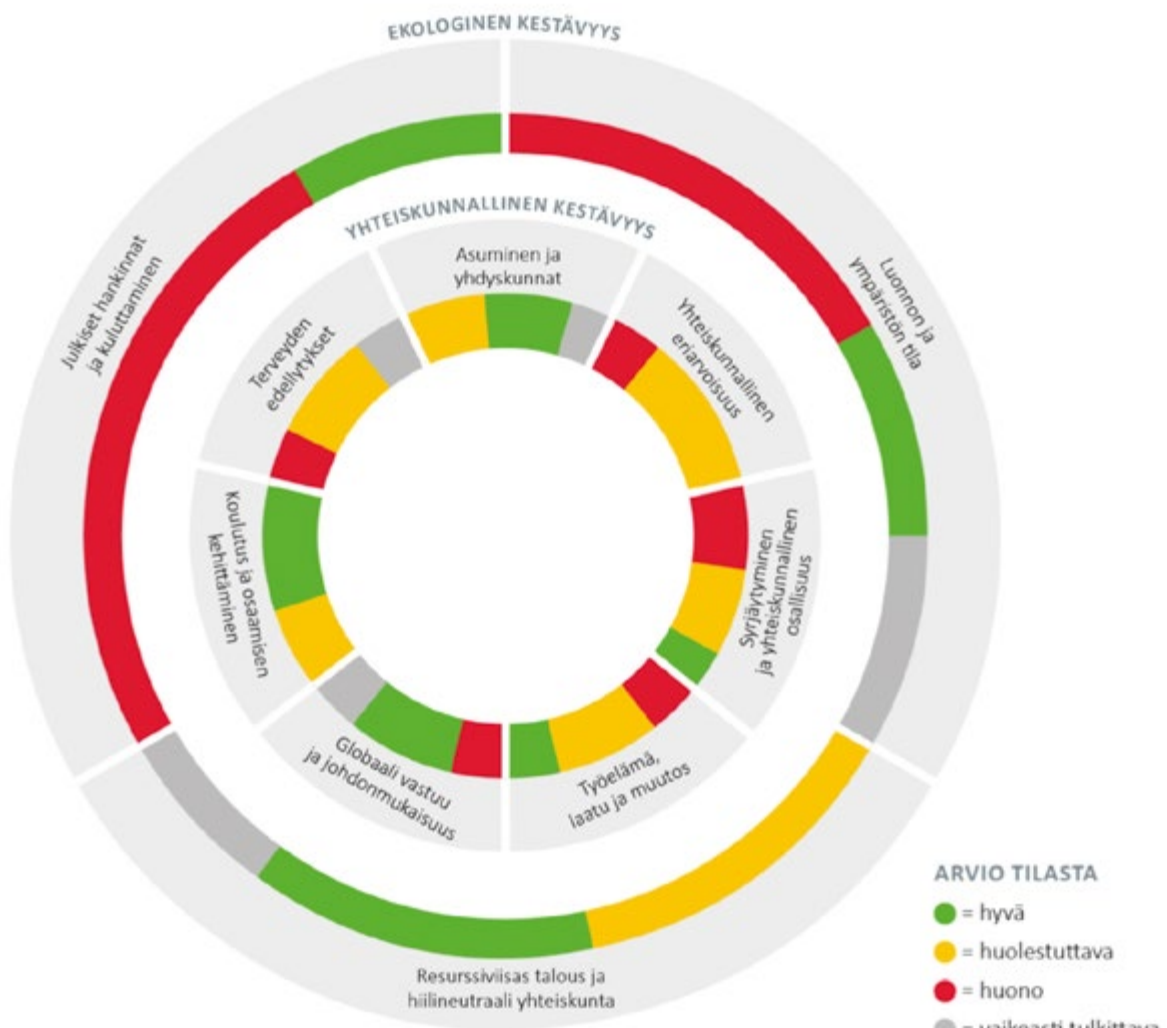 EKOLOGINEN KESTÄVYYS
Julkiset hankinnat
ja kuluttaminen
Luonnon ja
ympäristön tila
Resurssiviisas talous ja
hiilineutraali yhteiskunta
YHTEISKUNNALLINEN KESTÄVYYS
Asuminen ja
yhdyskunnat
Yhteiskunnallinen
eriarvoisuus
Syrjäytyminen
ja yhteiskunnallinen
osallisuus
Työelämä,
laatu ja muutos
Globaali vastuu
ja johdonmukaisuus
Koulutus ja osaamisen
kehittäminen
Terveyden
edellytykset
ARVIO TILASTA
= hyvä
= huolestuttava
= huono
= vaikeasti tulkittava